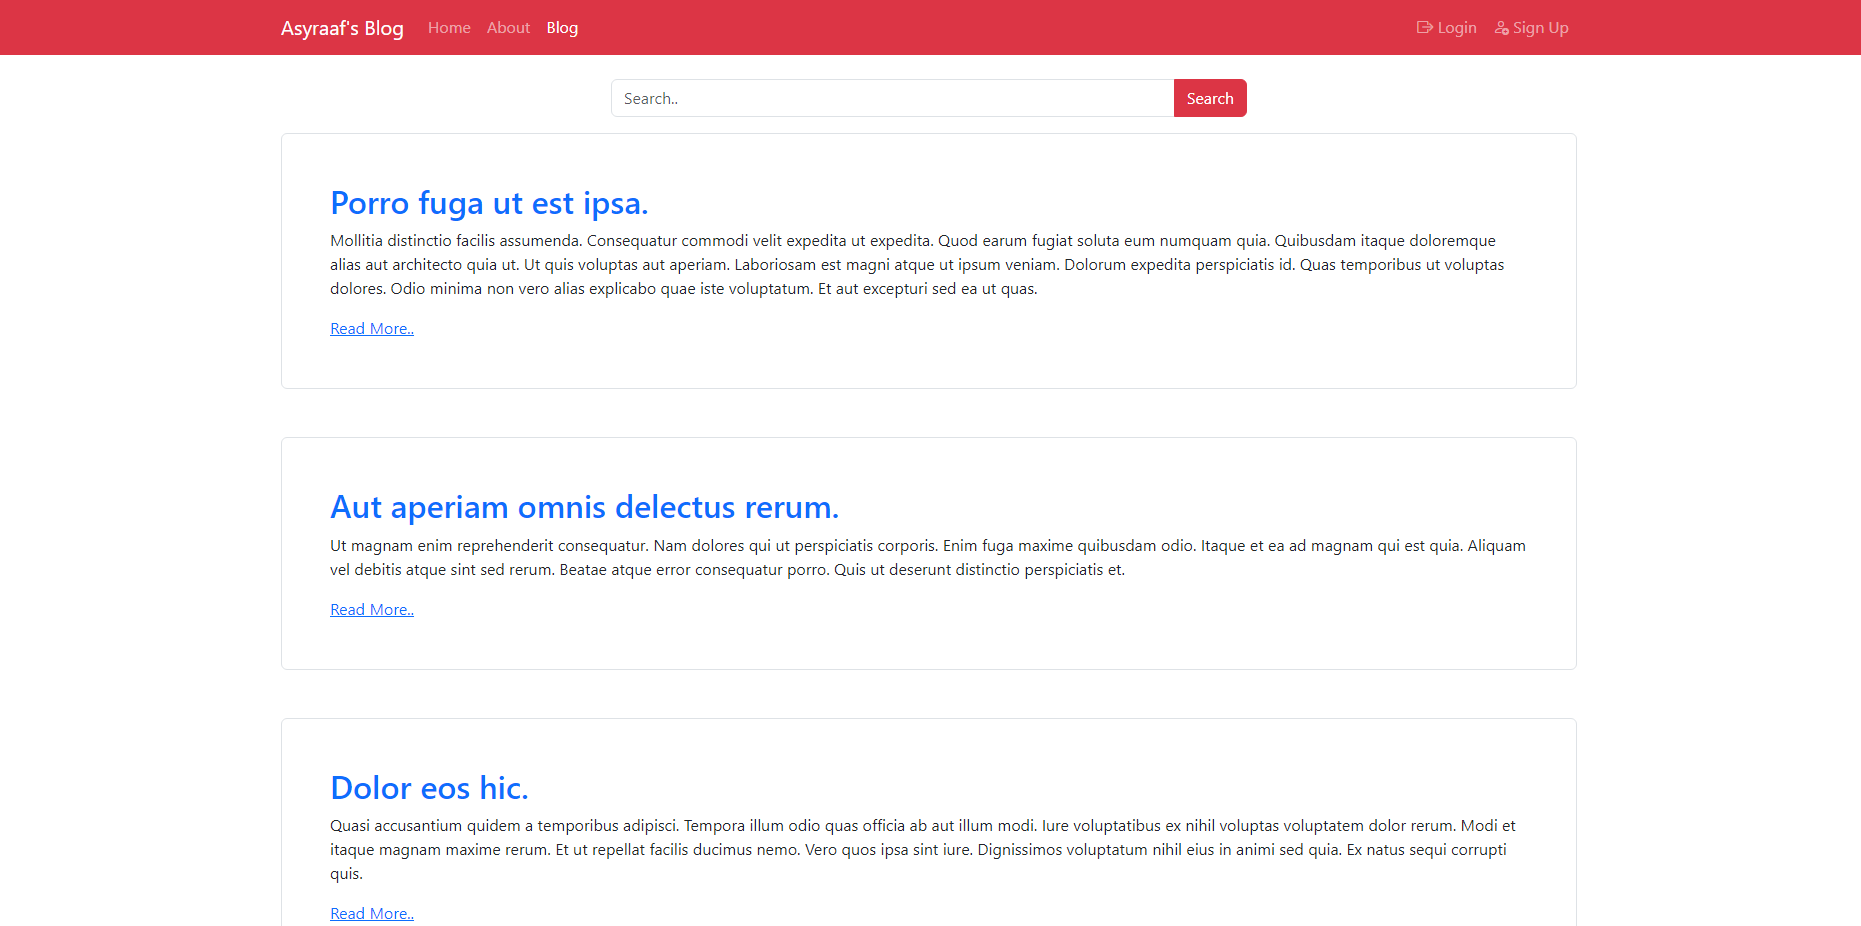 Asyraaf's Blog Home About Blog Login Sign Up
Search.. Search
Porro fuga ut est ipsa.
Mollitia distinctio facilis assumenda. Consequatur commodi velit expedita ut expedita. Quod earum fugiat soluta eum numquam quia. Quibusdam itaque doloremque
alias aut architecto quia ut. Ut quis voluptas aut aperiam. Laboriosam est magni atque ut ipsum veniam. Dolorum expedita perspiciatis id. Quas temporibus ut voluptas
dolores. Odio minima non vero alias explicabo quae iste voluptatum. Et aut excepturi sed ea ut quas.
Read More..
Aut aperiam omnis delectus rerum.
Ut magnam enim reprehenderit consequatur. Nam dolores qui ut perspiciatis corporis. Enim fuga maxime quibusdam odio. Itaque et ea ad magnam qui est quia. Aliquam
vel debitis atque sint sed rerum. Beatae atque error consequatur porro. Quis ut deserunt distinctio perspiciatis et.
Read More..
Dolor eos hic.
Quasi accusantium quidem a temporibus adipisci. Tempora illum odio quas officia ab aut illum modi. Iure voluptatibus ex nihil voluptas voluptatem dolor rerum. Modi et
itaque magnam maxime rerum. Et ut repellat facilis ducimus nemo. Vero quos ipsa sint iure. Dignissimos voluptatum nihil eius in animi sed quia. Ex natus sequi corrupti
quis.
Read More..